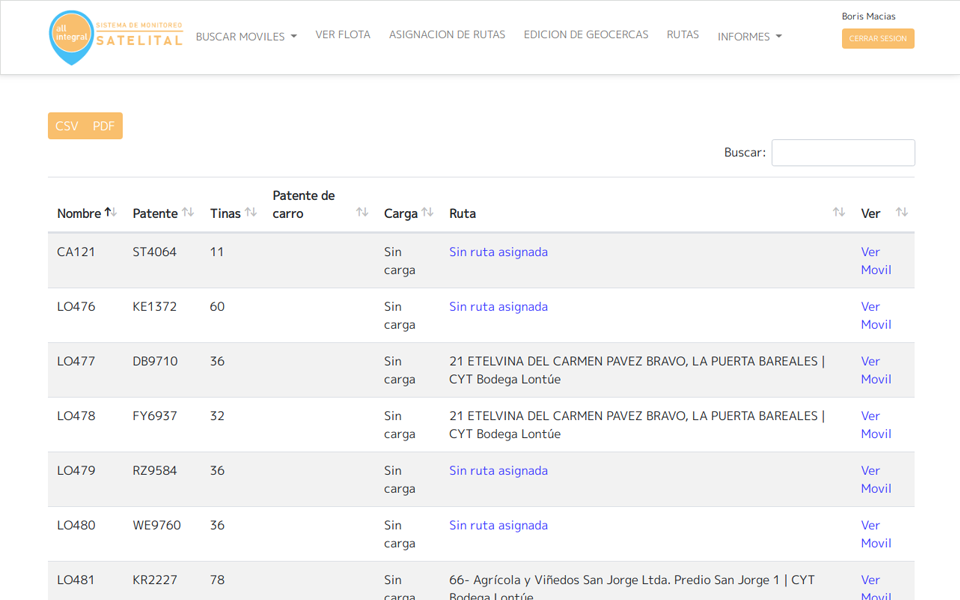 all
integral
SISTEMA DE MONITOREO
SATELITAL
BUSCAR MOVILES
VER FLOTA
ASIGNACION DE RUTAS
EDICION DE GEOCERCAS
RUTAS
INFORMES
Boris Macias
CERRAR SESION
CSV PDF
Buscar:
Nombre Patente Tinas Patente de carro Carga Ruta Ver
CA121 ST4064 11 Sin carga Sin ruta asignada Ver Movil
LO476 KE1372 60 Sin carga Sin ruta asignada Ver Movil
LO477 DB9710 36 Sin carga 21 ETELVINA DEL CARMEN PAVEZ BRAVO, LA PUERTA BAREALES | CYT Bodega Lontúe Ver Movil
LO478 FY6937 32 Sin carga 21 ETELVINA DEL CARMEN PAVEZ BRAVO, LA PUERTA BAREALES | CYT Bodega Lontúe Ver Movil
LO479 RZ9584 36 Sin carga Sin ruta asignada Ver Movil
LO480 WE9760 36 Sin carga Sin ruta asignada Ver Movil
LO481 KR2227 78 Sin carga 66- Agrícola y Viñedos San Jorge Ltda. Predio San Jorge 1 | CYT Bodega Lontúe Ver Movil